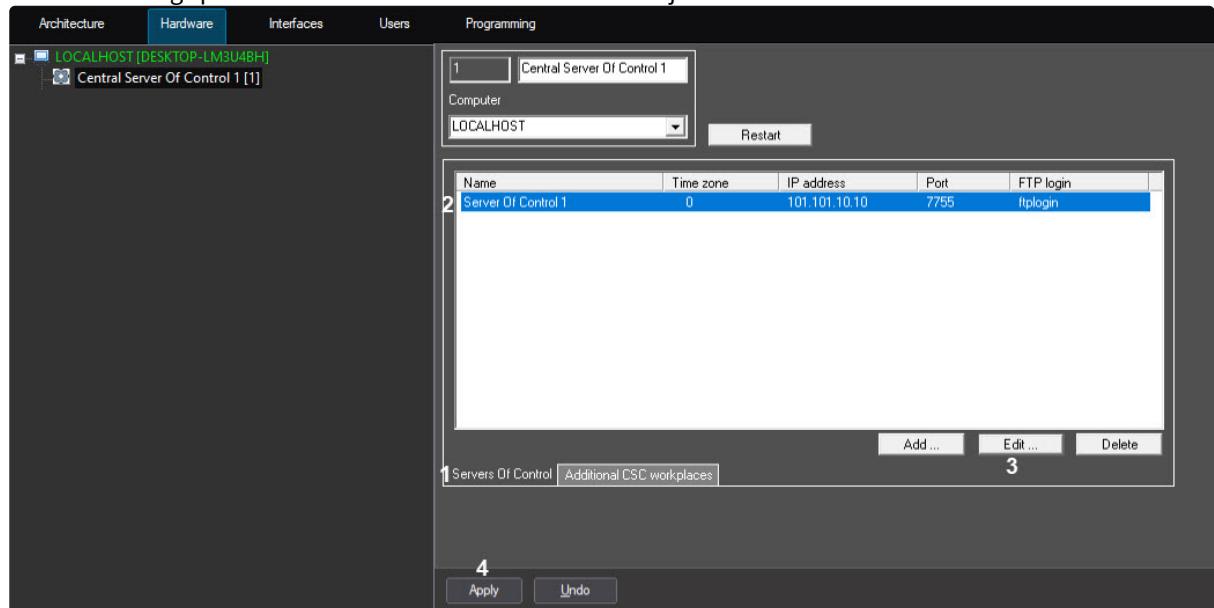 Architecture Hardware Interfaces Users Programming
LOCALHOST [DESKTOP-LM3U4BH]
Central Server Of Control 1 [1]
1 Central Server Of Control 1
Computer
LOCALHOST
Restart
Name Time zone IP address Port FTP login
2 Server Of Control 1 0 101.101.10.10 7755 ftplogin
Add ... Edit ... Delete
3
1 Servers Of Control Additional CSC workplaces
4
Apply Undo